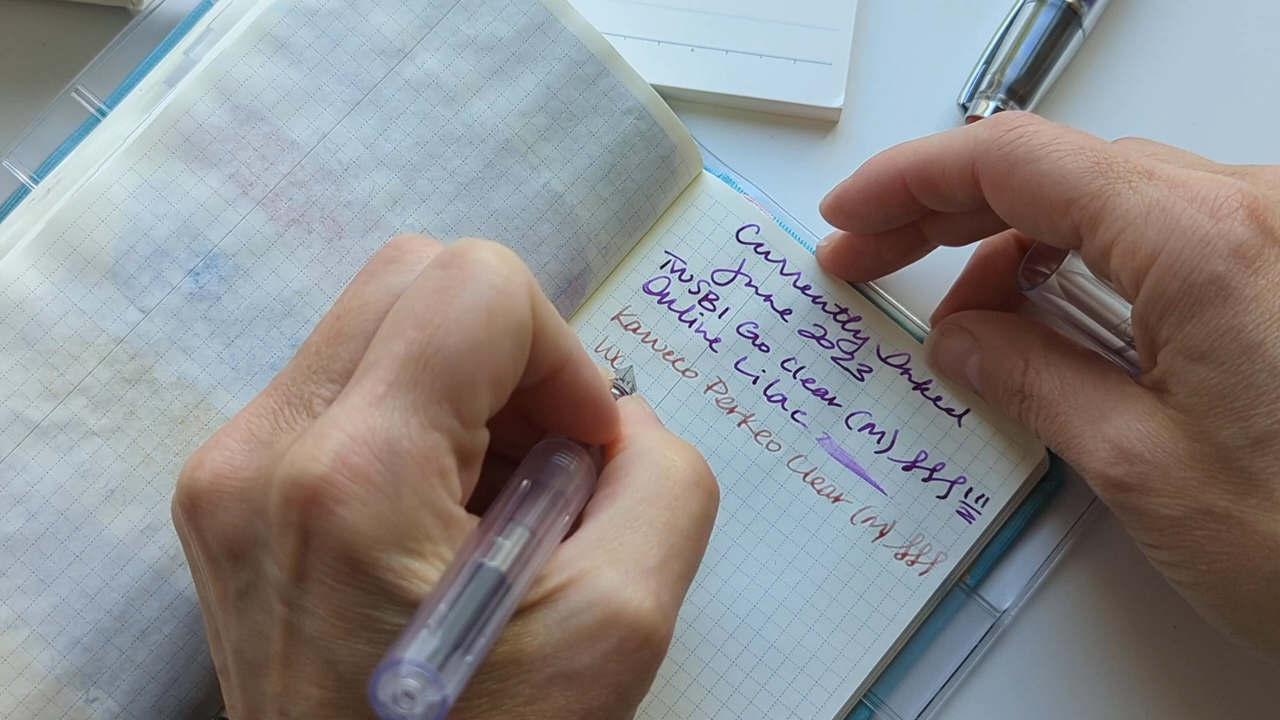 Currently Inked
June 2023
TWSBI Go Clear (M) §§§!!!
Online Lilac
Kaweco Perkeo Clear (M) §§§